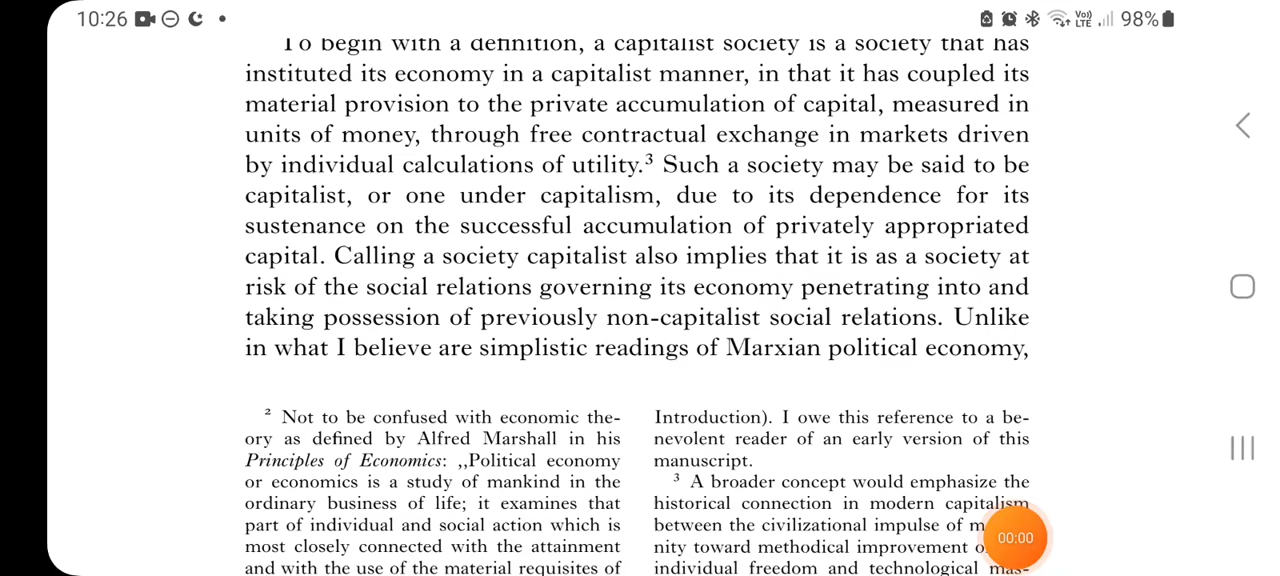 10:26
Vo)) LTE 98%
To begin with a definition, a capitalist society is a society that has
instituted its economy in a capitalist manner, in that it has coupled its
material provision to the private accumulation of capital, measured in
units of money, through free contractual exchange in markets driven
by individual calculations of utility.³ Such a society may be said to be
capitalist, or one under capitalism, due to its dependence for its
sustenance on the successful accumulation of privately appropriated
capital. Calling a society capitalist also implies that it is as a society at
risk of the social relations governing its economy penetrating into and
taking possession of previously non-capitalist social relations. Unlike
in what I believe are simplistic readings of Marxian political economy,
² Not to be confused with economic the-
ory as defined by Alfred Marshall in his
Principles of Economics: ,,Political economy
or economics is a study of mankind in the
ordinary business of life; it examines that
part of individual and social action which is
most closely connected with the attainment
and with the use of the material requisites of
Introduction). I owe this reference to a be-
nevolent reader of an early version of this
manuscript.
³ A broader concept would emphasize the
historical connection in modern capitalism
between the civilizational impulse of
nity toward methodical improvement
individual freedom and technological mas-
00:00